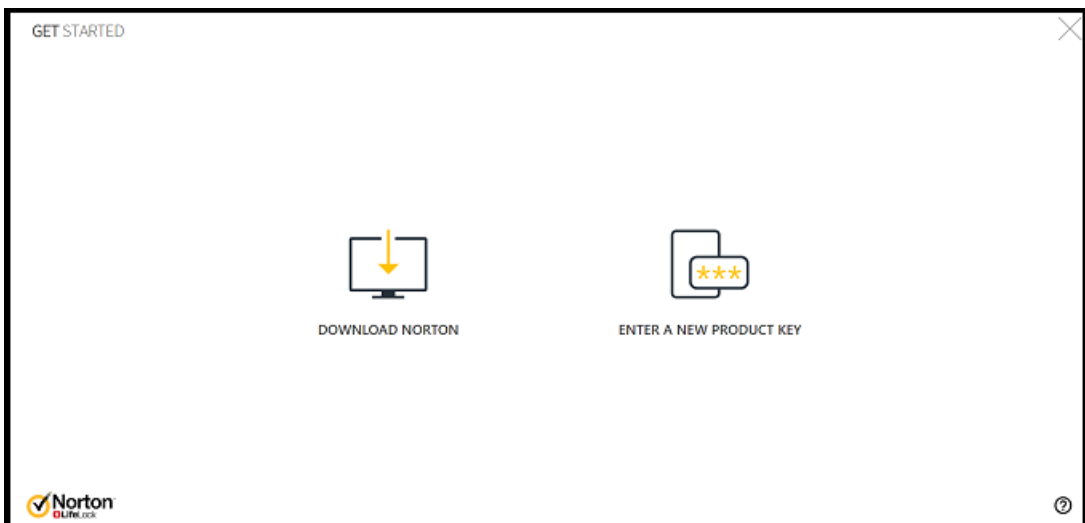 GET STARTED
***
DOWNLOAD NORTON
ENTER A NEW PRODUCT KEY
Norton
LifeLock
?